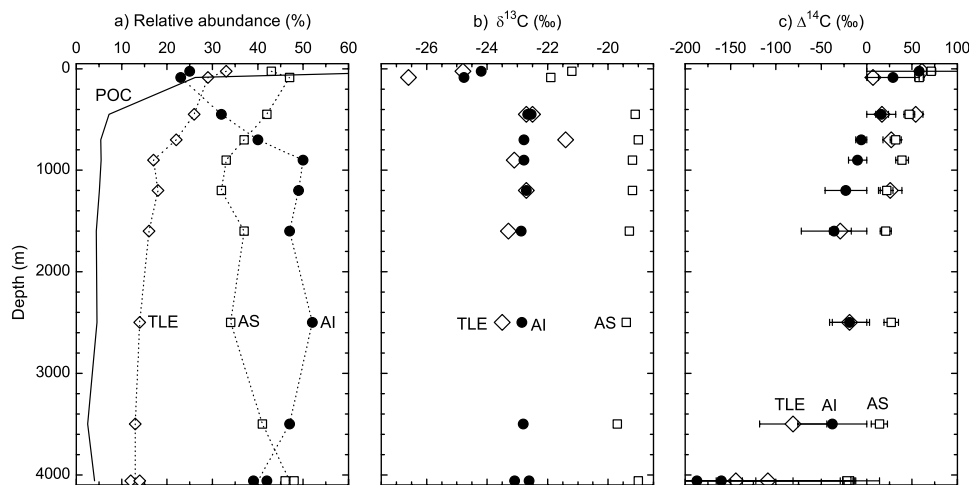 a) Relative abundance (%)
0 10 20 30 40 50 60
b) δ¹³C (‰)
-26 -24 -22 -20
c) Δ¹⁴C (‰)
-200 -150 -100 -50 0 50 100
Depth (m)
0
1000
2000
3000
4000
POC
TLE AS AI
TLE AI AS
TLE AI AS